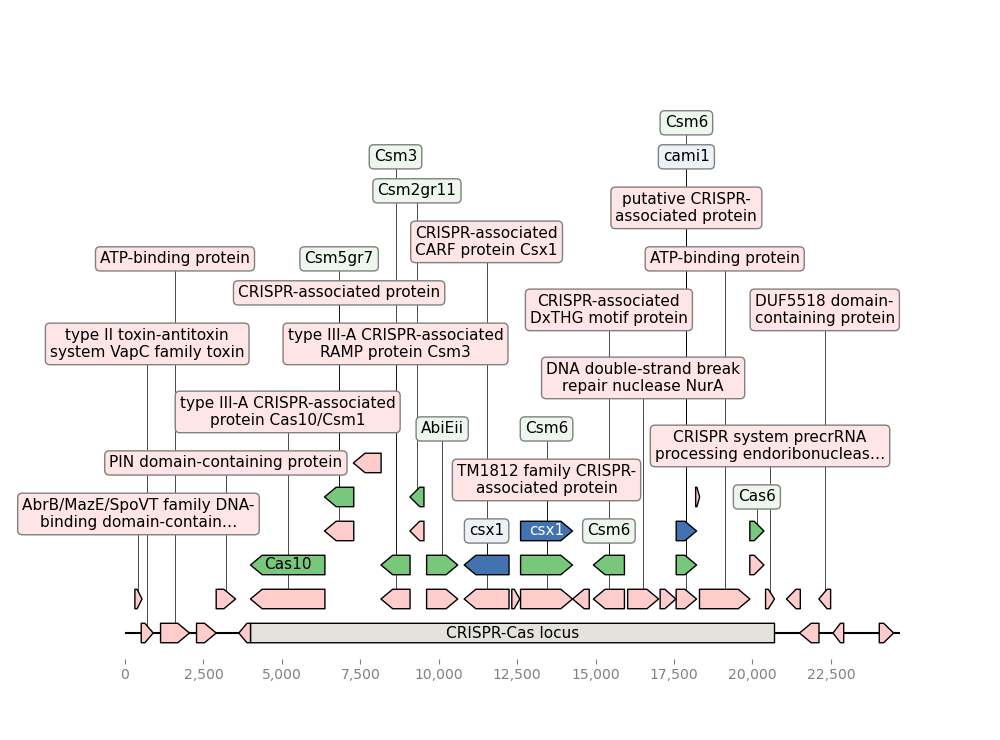 Csm6
Csm3
cami1
Csm2gr11
putative CRISPR-
associated protein
CRISPR-associated
CARF protein Csx1
ATP-binding protein
Csm5gr7
ATP-binding protein
CRISPR-associated protein
CRISPR-associated
DxTHG motif protein
DUF5518 domain-
containing protein
type II toxin-antitoxin
system VapC family toxin
type III-A CRISPR-associated
RAMP protein Csm3
DNA double-strand break
repair nuclease NurA
type III-A CRISPR-associated
protein Cas10/Csm1
AbiEii
Csm6
CRISPR system precrRNA
processing endoribonucleas…
PIN domain-containing protein
TM1812 family CRISPR-
associated protein
AbrB/MazE/SpoVT family DNA-
binding domain-contain…
Cas6
csx1
csx1
Csm6
Cas10
CRISPR-Cas locus
0
2,500
5,000
7,500
10,000
12,500
15,000
17,500
20,000
22,500